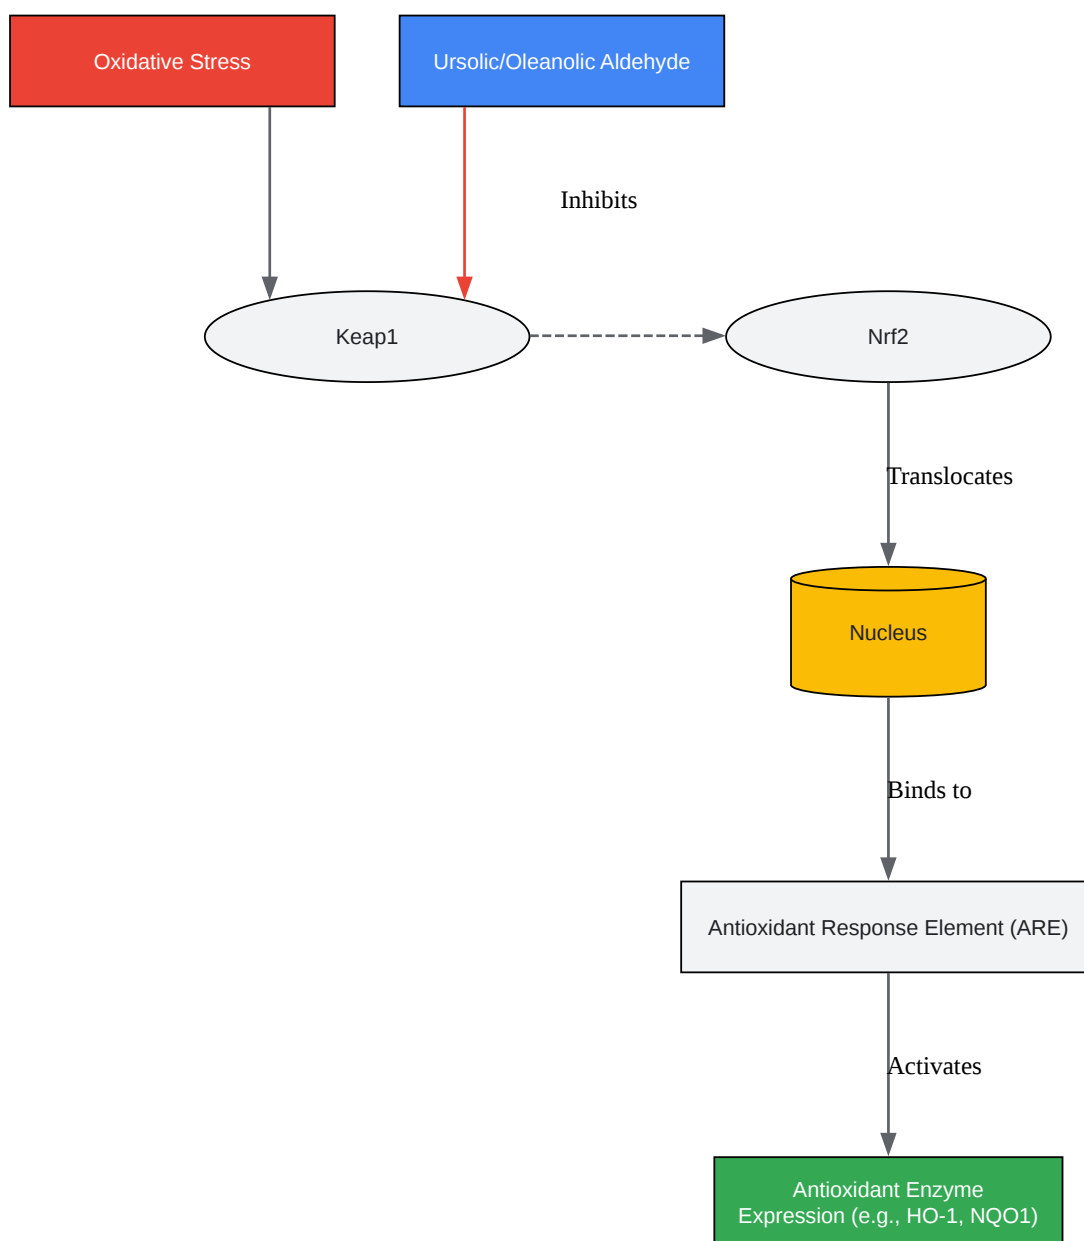 Oxidative Stress
Ursolic/Oleanolic Aldehyde
Inhibits
Keap1
Nrf2
Translocates
Nucleus
Binds to
Antioxidant Response Element (ARE)
Activates
Antioxidant Enzyme
Expression (e.g., HO-1, NQO1)